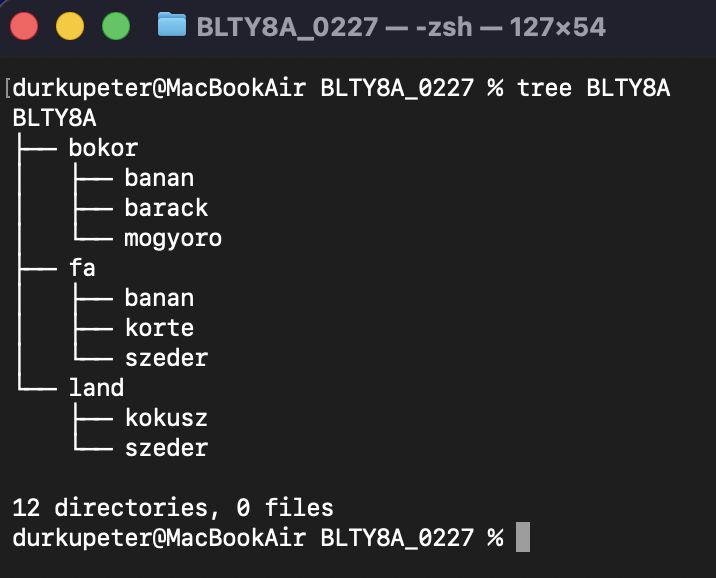 BLTY8A_0227 — -zsh — 127×54
[durkupeter@MacBookAir BLTY8A_0227 % tree BLTY8A
BLTY8A
├── bokor
│   ├── banan
│   ├── barack
│   └── mogyoro
├── fa
│   ├── banan
│   ├── korte
│   └── szeder
└── land
    ├── kokusz
    └── szeder
12 directories, 0 files
durkupeter@MacBookAir BLTY8A_0227 %